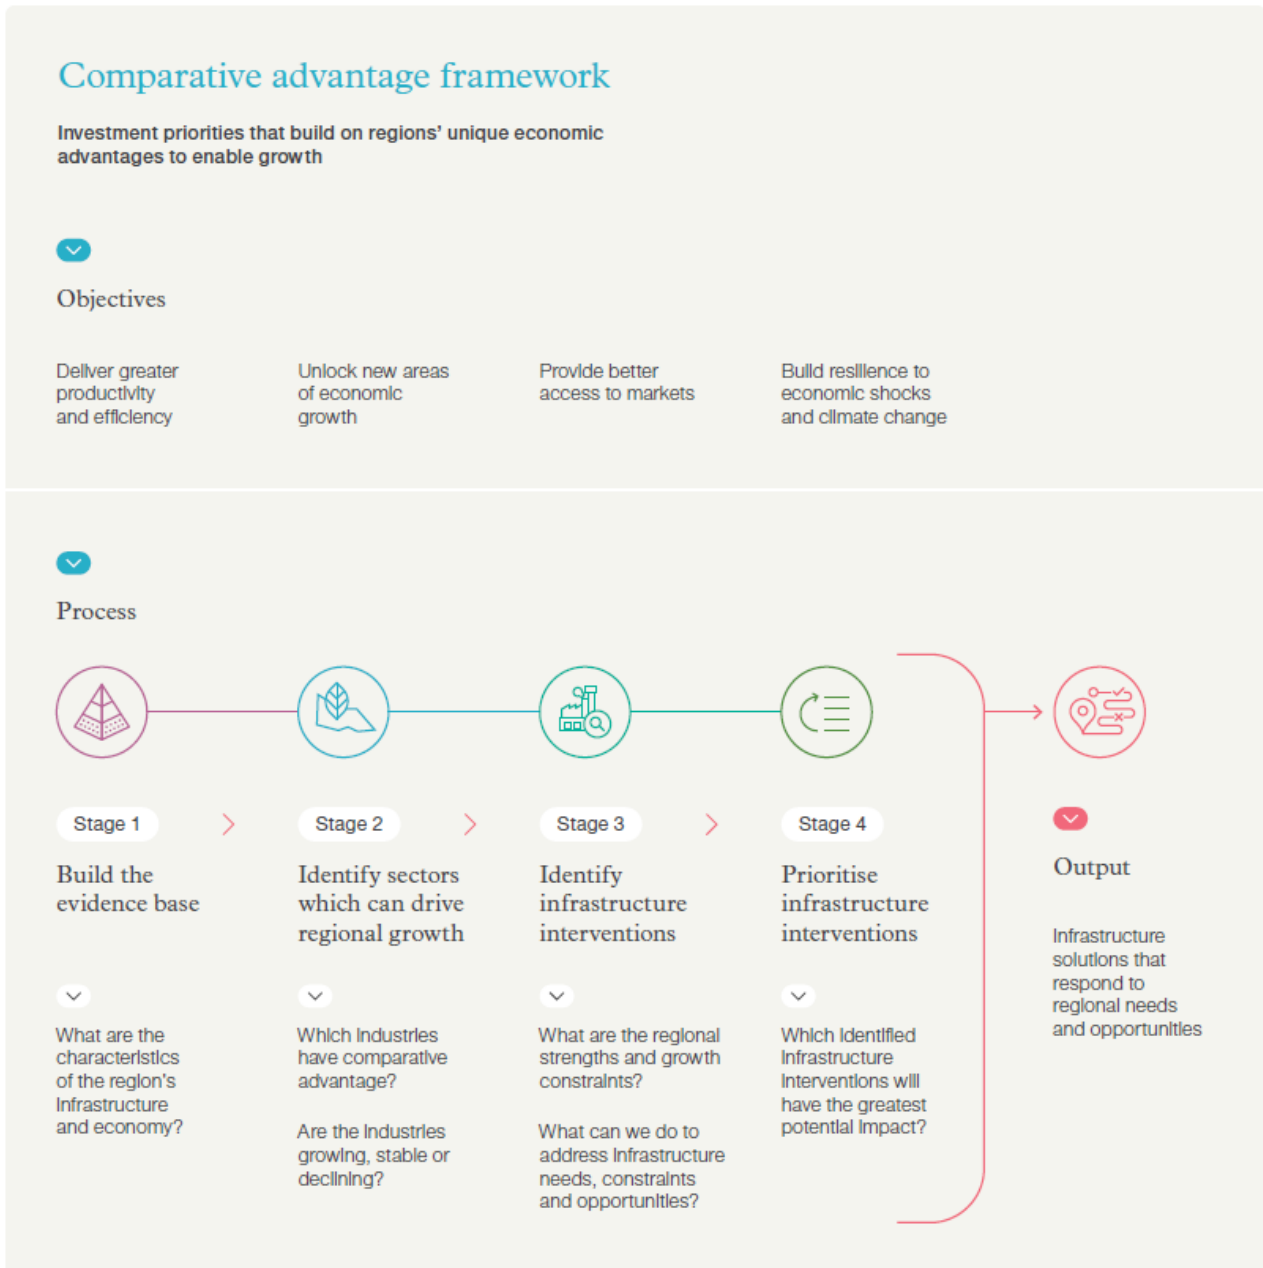 Comparative advantage framework
Investment priorities that build on regions’ unique economic
advantages to enable growth
Objectives
Deliver greater
productivity
and efficiency
Unlock new areas
of economic
growth
Provide better
access to markets
Build resilience to
economic shocks
and climate change
Process
Stage 1
Build the
evidence base
What are the
characteristics
of the region's
infrastructure
and economy?
Stage 2
Identify sectors
which can drive
regional growth
Which industries
have comparative
advantage?
Are the industries
growing, stable or
declining?
Stage 3
Identify
infrastructure
interventions
What are the regional
strengths and growth
constraints?
What can we do to
address infrastructure
needs, constraints
and opportunities?
Stage 4
Prioritise
infrastructure
interventions
Which identified
infrastructure
interventions will
have the greatest
potential impact?
Output
Infrastructure
solutions that
respond to
regional needs
and opportunities